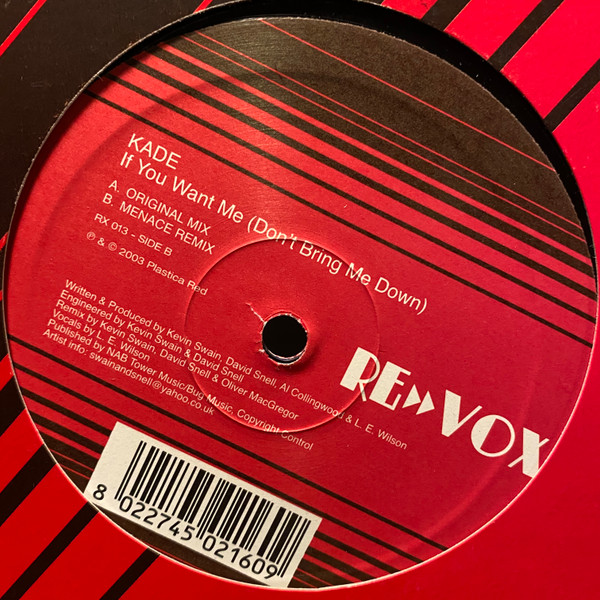 KADE
If You Want Me (Don't Bring Me Down)
A. ORIGINAL MIX
B. MENACE REMIX
RX 013 - SIDE B
℗ & © 2003 Plastica Red
Written & Produced by Kevin Swain, David Snell, Al Collingwood & L. E. Wilson
Engineered by Kevin Swain & David Snell
Remix by Kevin Swain, David Snell & Oliver MacGregor
Vocals by L. E. Wilson
Published by NAB Tower Music/Bug Music, Copyright Control
Artist info: swainandsnell@yahoo.co.uk
RE VOX
8 022745 021609